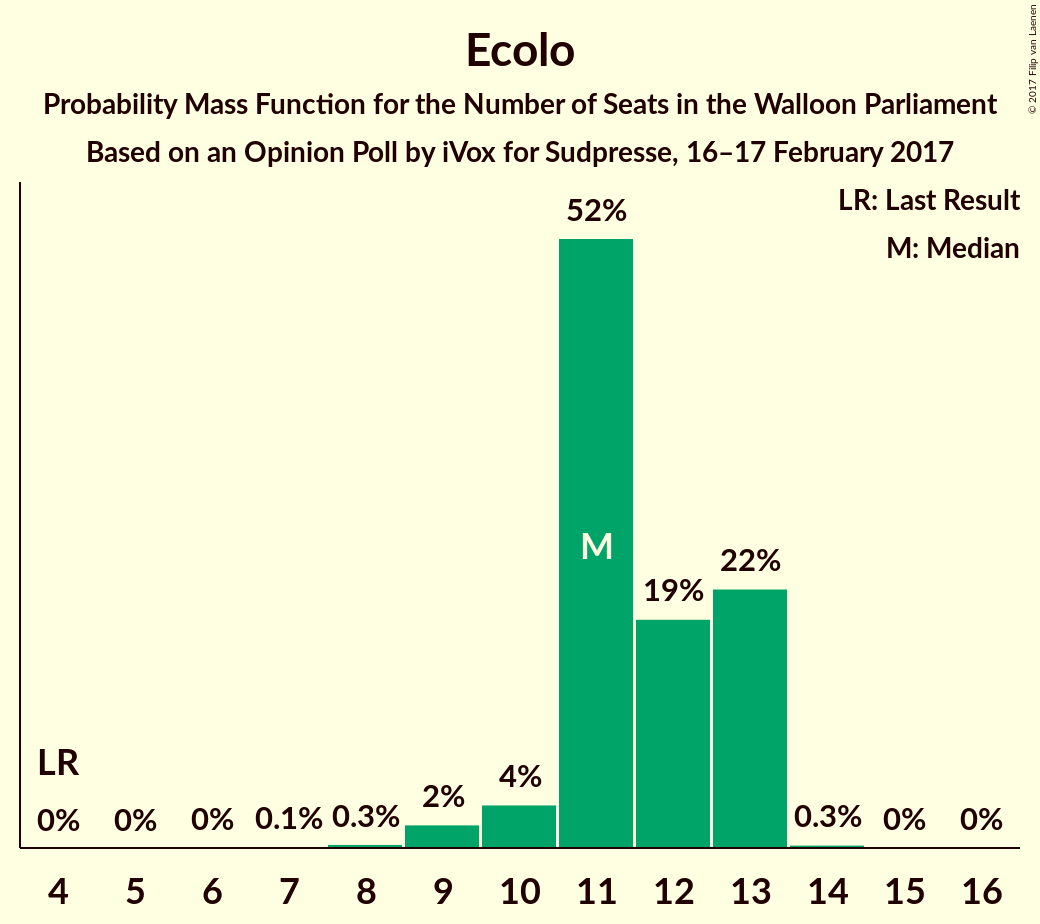 Ecolo
Probability Mass Function for the Number of Seats in the Walloon Parliament
Based on an Opinion Poll by iVox for Sudpresse, 16–17 February 2017
© 2017 Filip van Laenen
LR: Last Result
M: Median
52%
M
22%
19%
LR
4%
2%
0% 0% 0% 0.1% 0.3% 0.3% 0% 0%
4 5 6 7 8 9 10 11 12 13 14 15 16